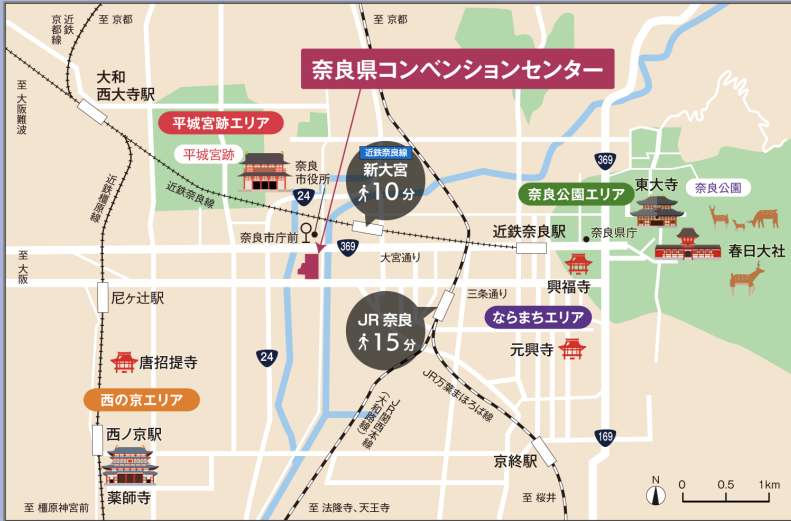 近鉄
京都線
至 京都
至 京都
奈良県コンベンションセンター
大和
西大寺駅
至 大阪難波
平城宮跡エリア
平城宮跡
近鉄奈良線
奈良
市役所
24
近鉄奈良線
新大宮
10分
369
奈良公園エリア
東大寺
奈良公園
近鉄橿原線
奈良市庁前
369
大宮通り
近鉄奈良駅
奈良県庁
春日大社
至 大阪
興福寺
尼ヶ辻駅
三条通り
JR 奈良
15分
ならまちエリア
元興寺
24
唐招提寺
西の京エリア
JR万葉まほろば線
JR関西本線
(大和路線)
西ノ京駅
169
京終駅
薬師寺
N
0 0.5 1km
至 橿原神宮前
至 法隆寺、天王寺
至 桜井